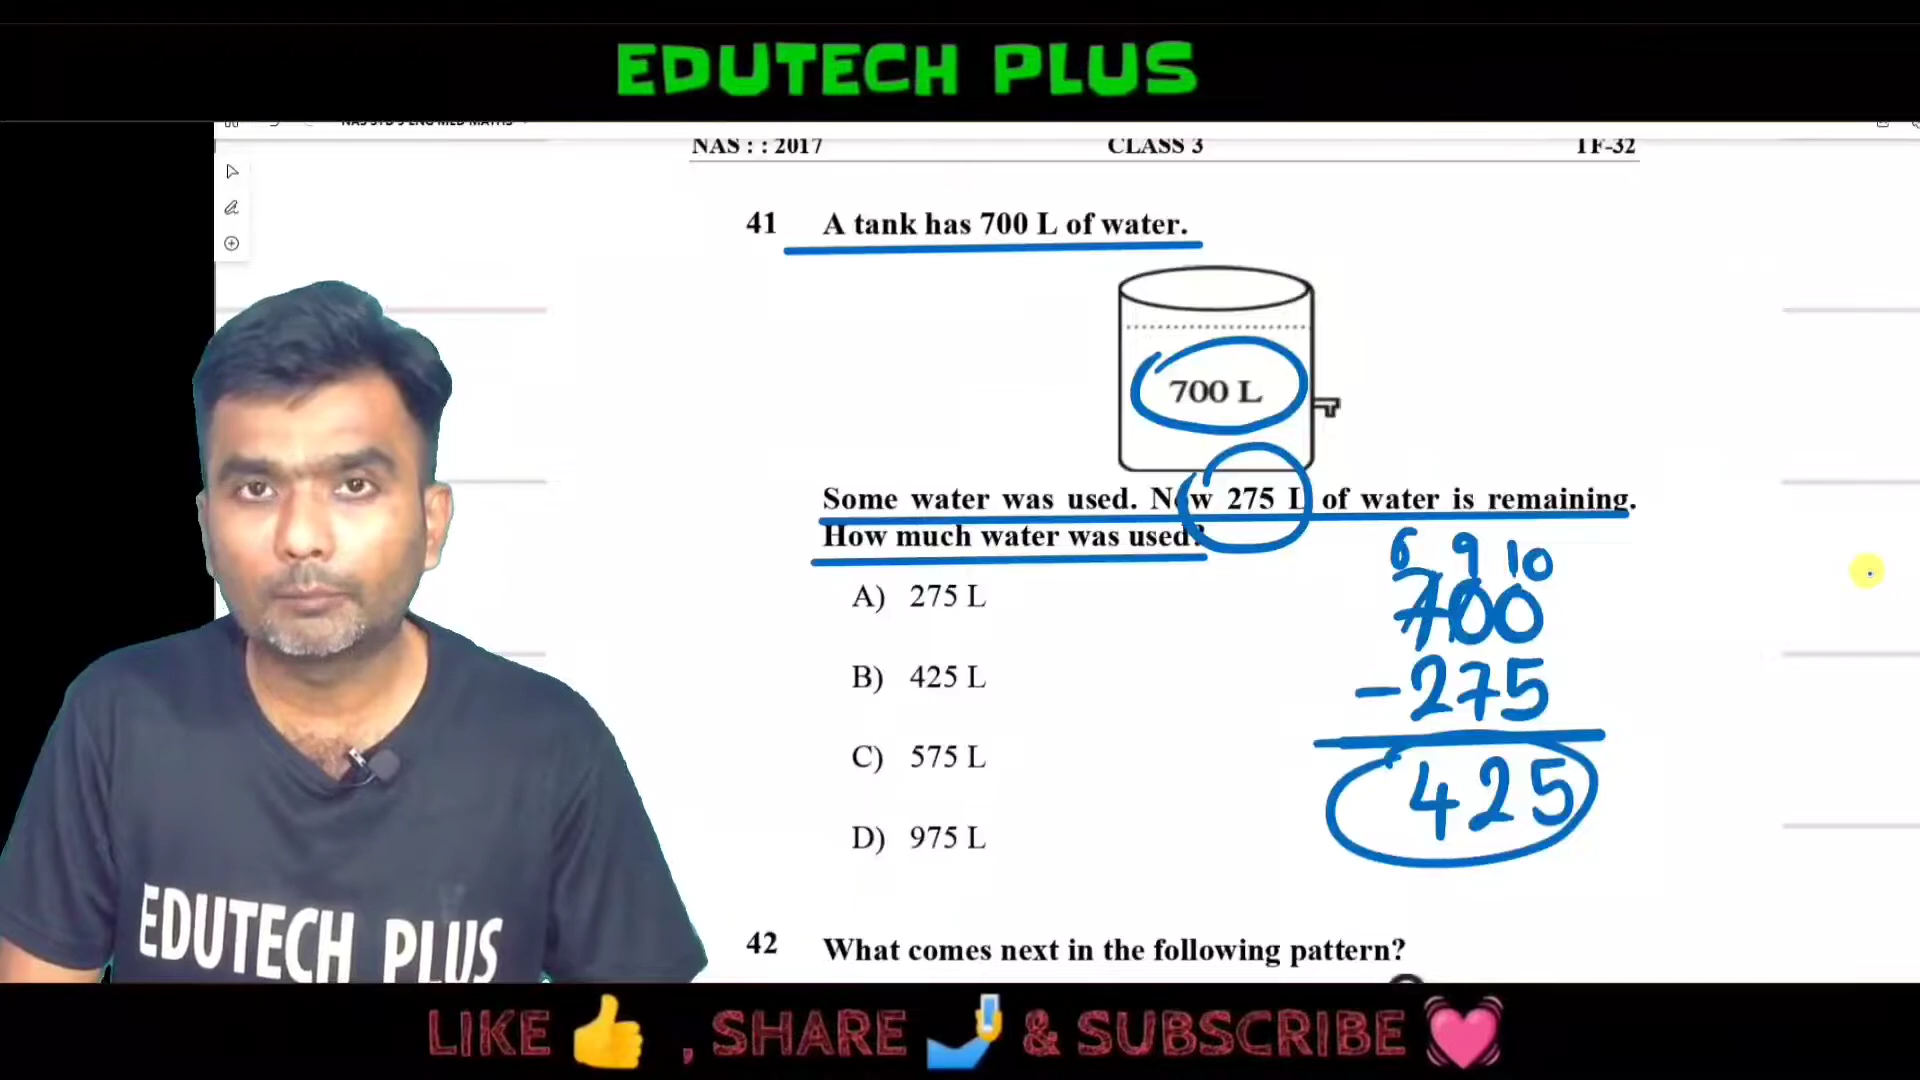 EDUTECH PLUS
NAS : : 2017 CLASS 3 TF-32
41 A tank has 700 L of water.
700 L
Some water was used. Now 275 L of water is remaining.
How much water was used?
6 9 10
700
A) 275 L
-275
B) 425 L
425
C) 575 L
D) 975 L
EDUTECH PLUS
42 What comes next in the following pattern?
LIKE 👍 , SHARE 🤳 & SUBSCRIBE 💓